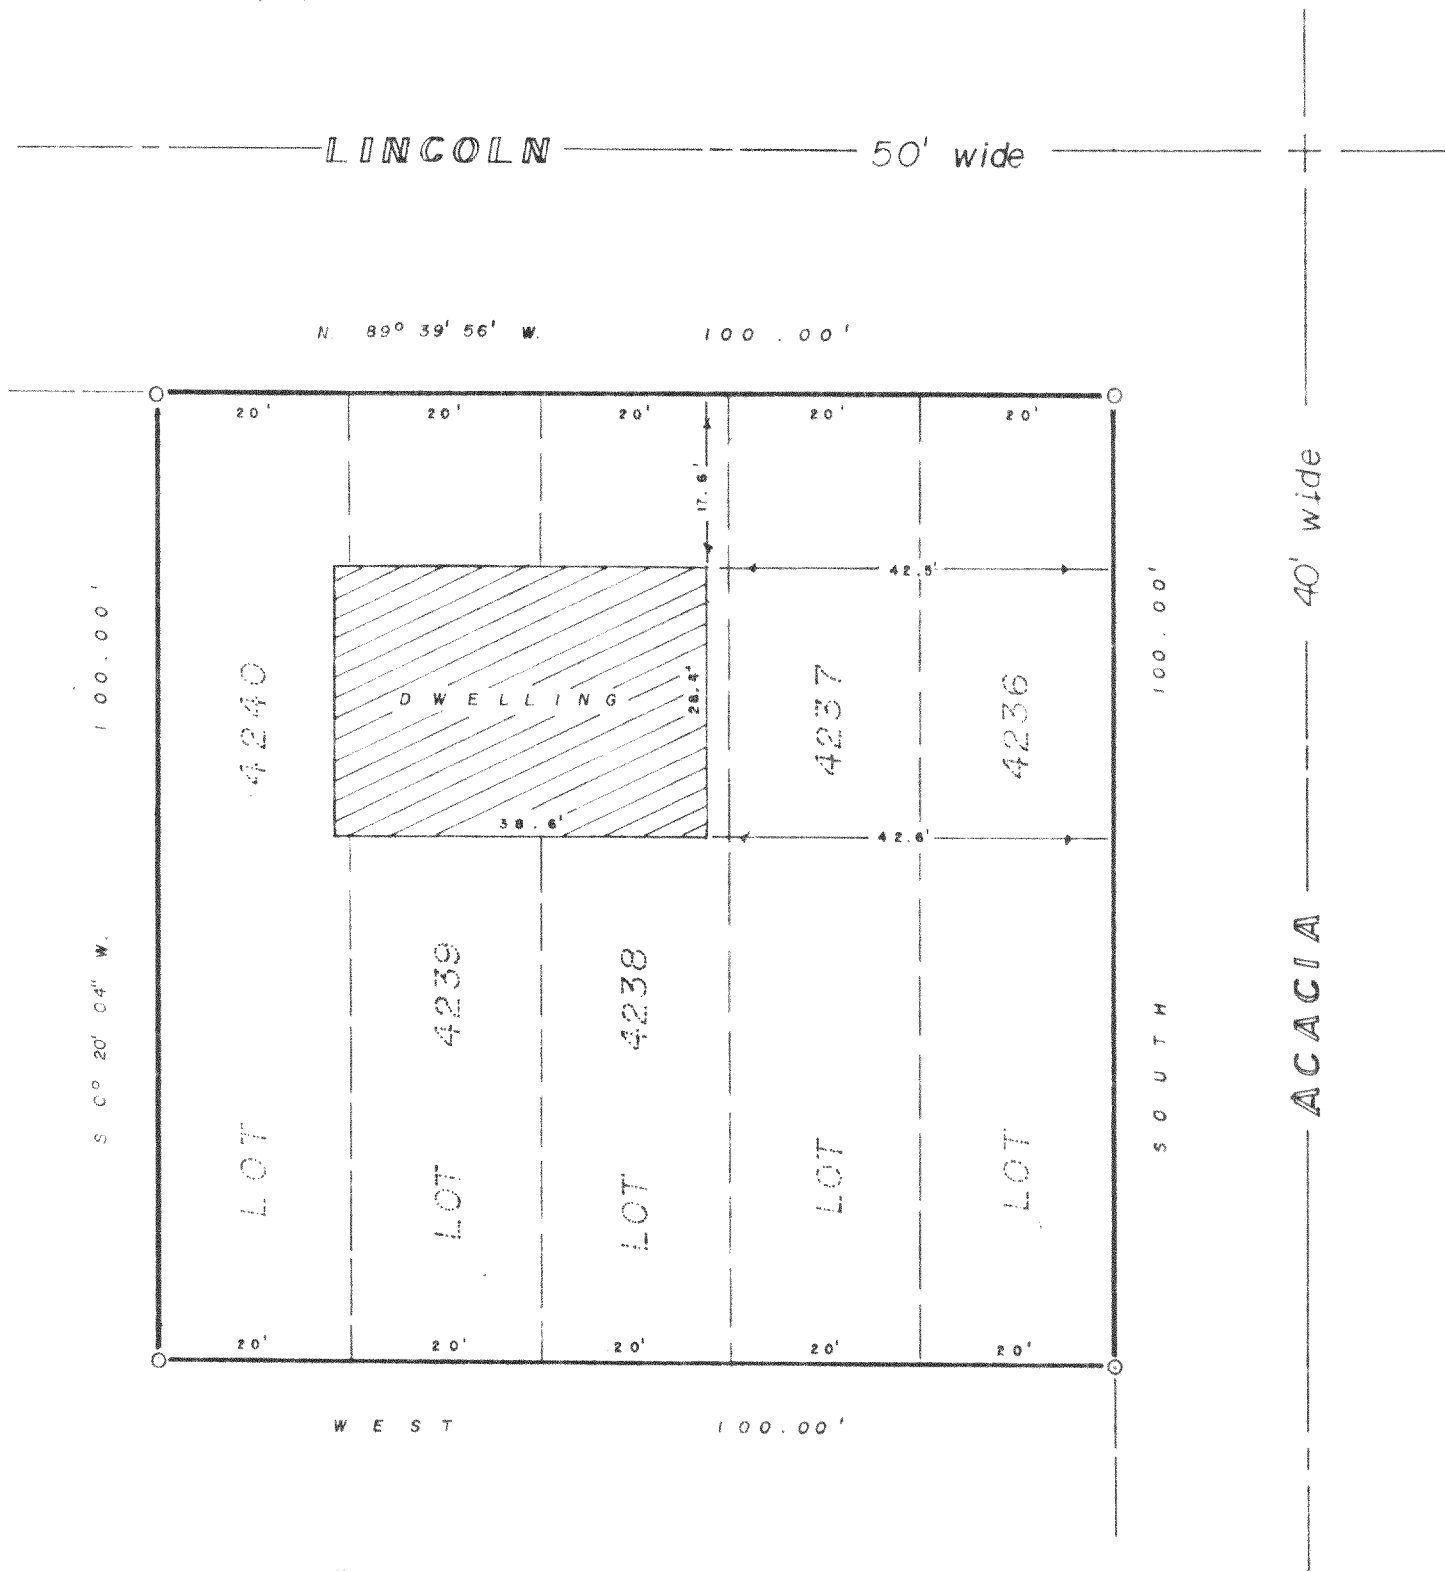 LINCOLN 50' wide
N. 89° 39' 56' W. 100.00'
20' 20' 20' 20' 20'
17.6'
42.5'
40' wide
100.00'
100.00'
DWELLING
28.4'
4240
4237
4236
38.6'
42.6'
S 0° 20' 04" W.
4239
4238
SOUTH
ACACIA
LOT
LOT
LOT
LOT
LOT
20' 20' 20' 20' 20'
WEST 100.00'